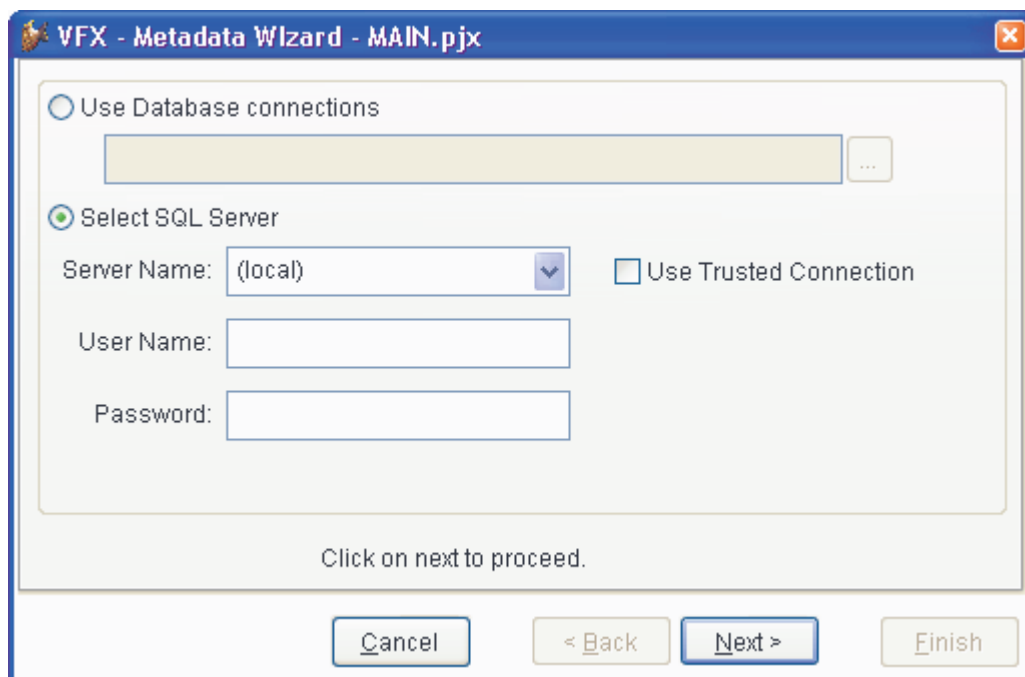 VFX - Metadata WIzard - MAIN.pjx
Use Database connections
...
Select SQL Server
Server Name: (local) Use Trusted Connection
User Name:
Password:
Click on next to proceed.
Cancel < Back Next > Finish